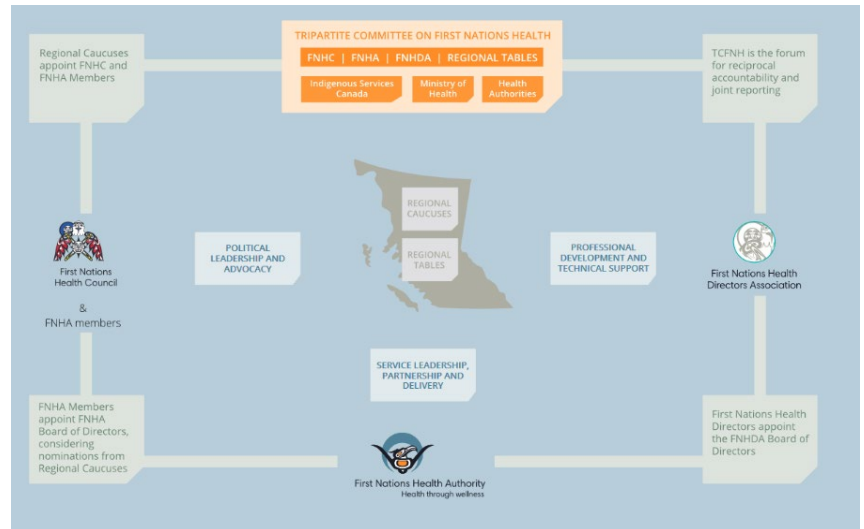 TRIPARTITE COMMITTEE ON FIRST NATIONS HEALTH
FNHC | FNHA | FNHDA | REGIONAL TABLES
Indigenous Services
Canada
Ministry of
Health
Health
Authorities
Regional Caucuses
appoint FNHC and
FNHA Members
TCFNH is the forum
for reciprocal
accountability and
joint reporting
REGIONAL
CAUCUSES
REGIONAL
TABLES
First Nations
Health Council
&
FNHA members
POLITICAL
LEADERSHIP AND
ADVOCACY
PROFESSIONAL
DEVELOPMENT AND
TECHNICAL SUPPORT
First Nations Health
Directors Association
SERVICE LEADERSHIP,
PARTNERSHIP AND
DELIVERY
FNHA Members
appoint FNHA
Board of Directors,
considering
nominations from
Regional Caucuses
First Nations Health Authority
Health through wellness
First Nations Health
Directors appoint
the FNHDA Board of
Directors